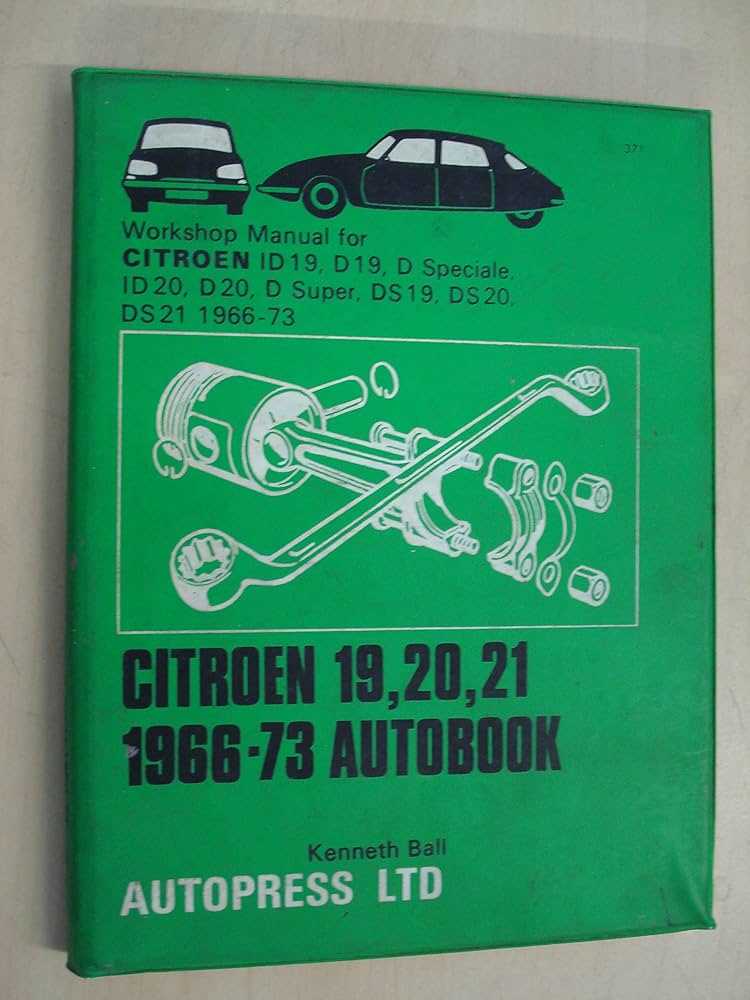 371
Workshop Manual for
CITROEN ID19, D19, D Speciale,
ID20, D20, D Super, DS19, DS20,
DS21 1966-73
CITROEN 19,20,21
1966-73 AUTOBOOK
Kenneth Ball
AUTOPRESS LTD